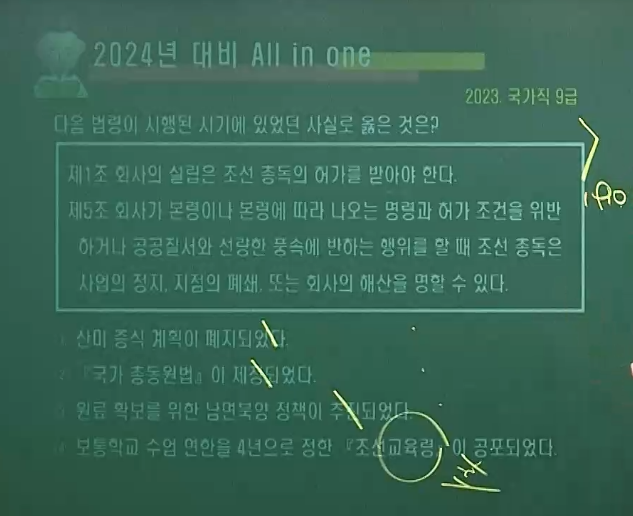 2024년 대비 All in one
2023. 국가직 9급
다음 법령이 시행된 시기에 있었던 사실로 옳은 것은?
제1조 회사의 설립은 조선 총독의 허가를 받아야 한다.
제5조 회사가 본령이나 본령에 따라 나오는 명령과 허가 조건을 위반
하거나 공공질서와 선량한 풍속에 반하는 행위를 할 때 조선 총독은
사업의 정지, 지점의 폐쇄, 또는 회사의 해산을 명할 수 있다.
산미 증식 계획이 폐지되었다.
『국가 총동원법』이 제정되었다.
원료 확보를 위한 남면북양 정책이 추진되었다.
보통학교 수업 연한을 4년으로 정한 『조선교육령』이 공포되었다.